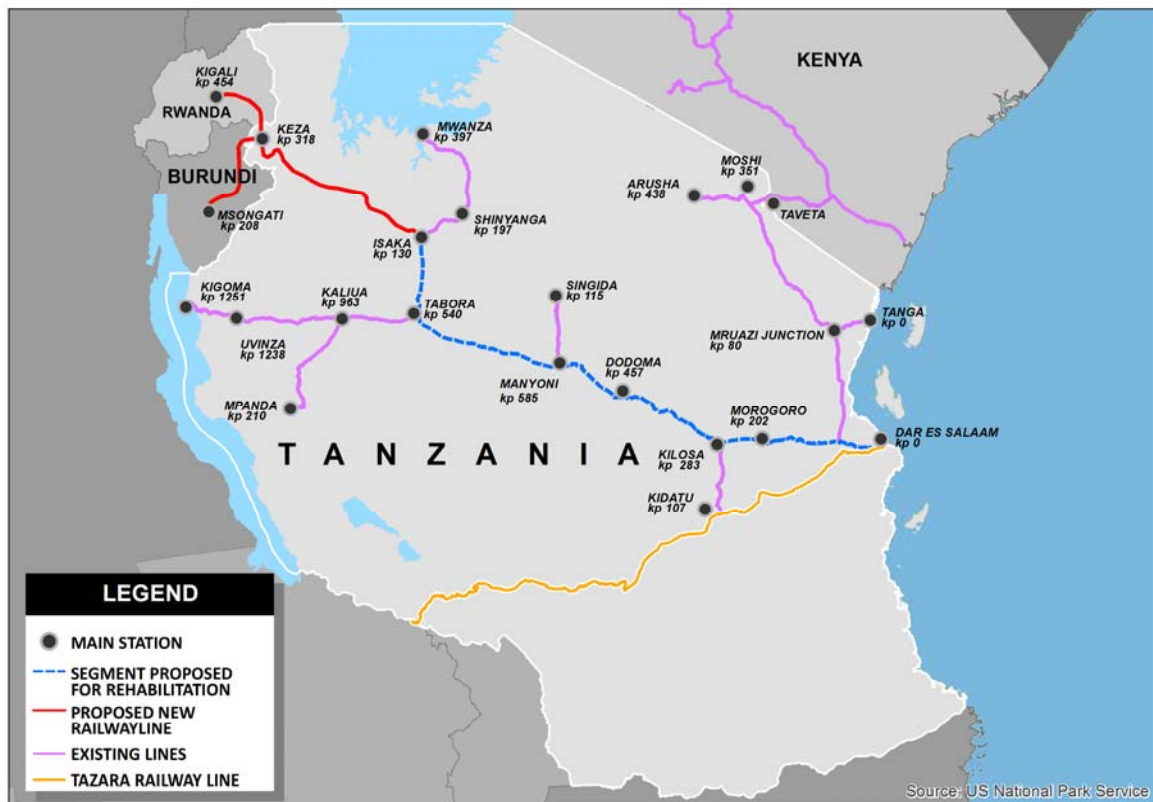 KENYA
KIGALI
kp 454
RWANDA
KEZA
kp 318
MWANZA
kp 397
MOSHI
kp 351
ARUSHA
kp 438
TAVETA
BURUNDI
MSONGATI
kp 208
SHINYANGA
kp 197
ISAKA
kp 130
KIGOMA
kp 1251
KALIUA
kp 963
TABORA
kp 540
SINGIDA
kp 115
TANGA
kp 0
UVINZA
kp 1238
MRUAZI JUNCTION
kp 80
DODOMA
kp 457
MANYONI
kp 585
MPANDA
kp 210
MOROGORO
kp 202
DAR ES SALAAM
kp 0
TANZANIA
KILOSA
kp 283
KIDATU
kp 107
LEGEND
MAIN STATION
SEGMENT PROPOSED
FOR REHABILITATION
PROPOSED NEW
RAILWAYLINE
EXISTING LINES
TAZARA RAILWAY LINE
Source: US National Park Service